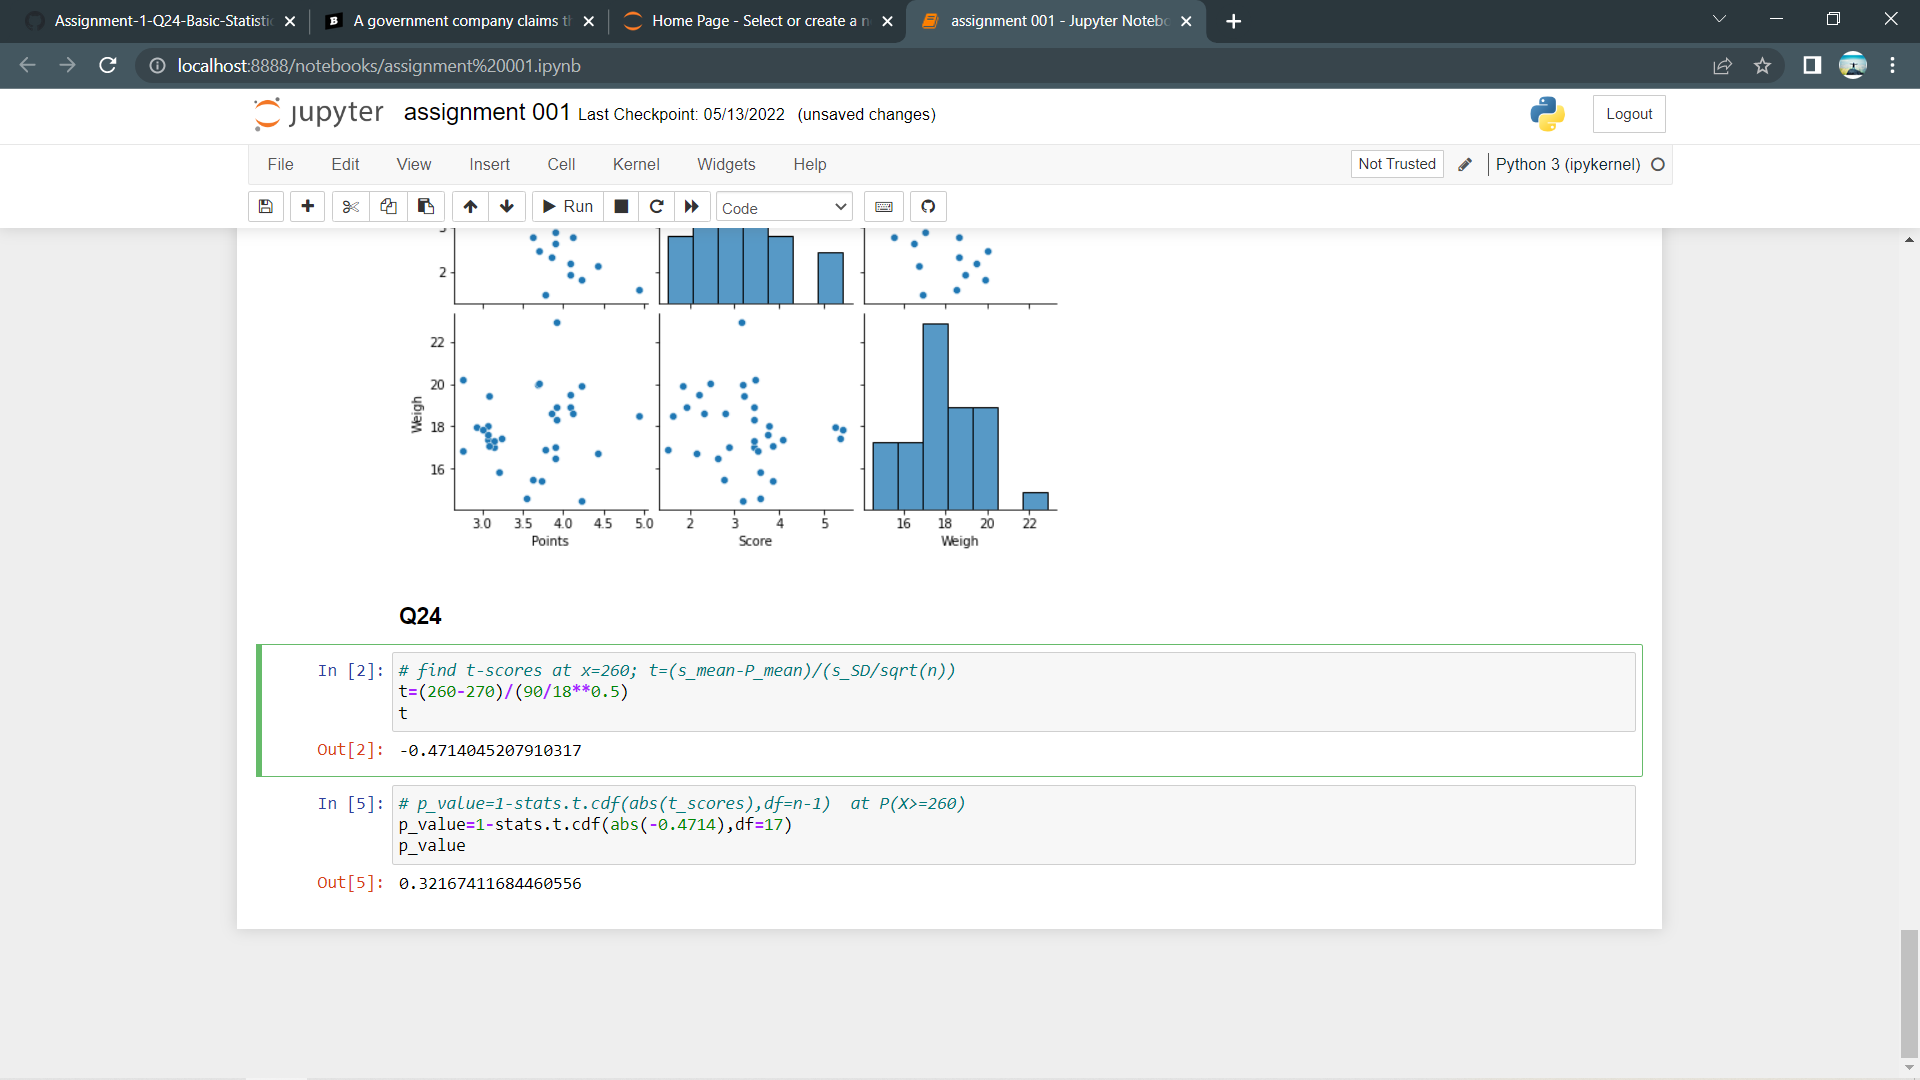 Assignment-1-Q24-Basic-Statistic
A government company claims t
Home Page - Select or create a n
assignment 001 - Jupyter Notebo
localhost:8888/notebooks/assignment%20001.ipynb
jupyter assignment 001 Last Checkpoint: 05/13/2022 (unsaved changes)
Logout
File Edit View Insert Cell Kernel Widgets Help
Not Trusted
Python 3 (ipykernel)
Run
Code
2
22
20
18
16
Weigh
3.0 3.5 4.0 4.5 5.0 2 3 4 5 16 18 20 22
Points Score Weigh
Q24
In [2]: # find t-scores at x=260; t=(s_mean-P_mean)/(s_SD/sqrt(n))
t=(260-270)/(90/18**0.5)
t
Out[2]: -0.4714045207910317
In [5]: # p_value=1-stats.t.cdf(abs(t_scores),df=n-1)  at P(X>=260)
p_value=1-stats.t.cdf(abs(-0.4714),df=17)
p_value
Out[5]: 0.32167411684460556